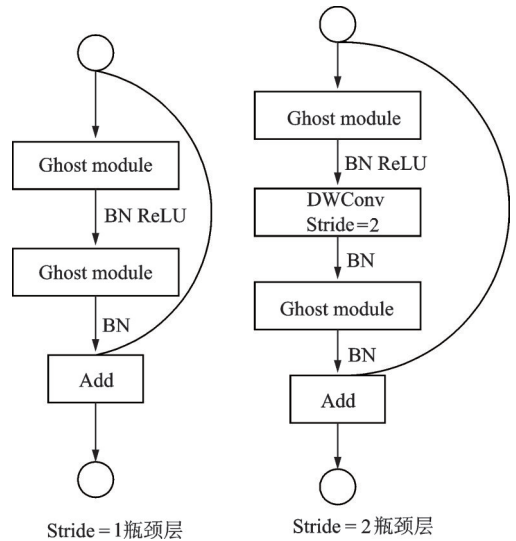 Ghost module
BN ReLU
Ghost module
BN
Add
Stride = 1瓶颈层
Ghost module
BN ReLU
DWConv
Stride=2
BN
Ghost module
BN
Add
Stride = 2瓶颈层